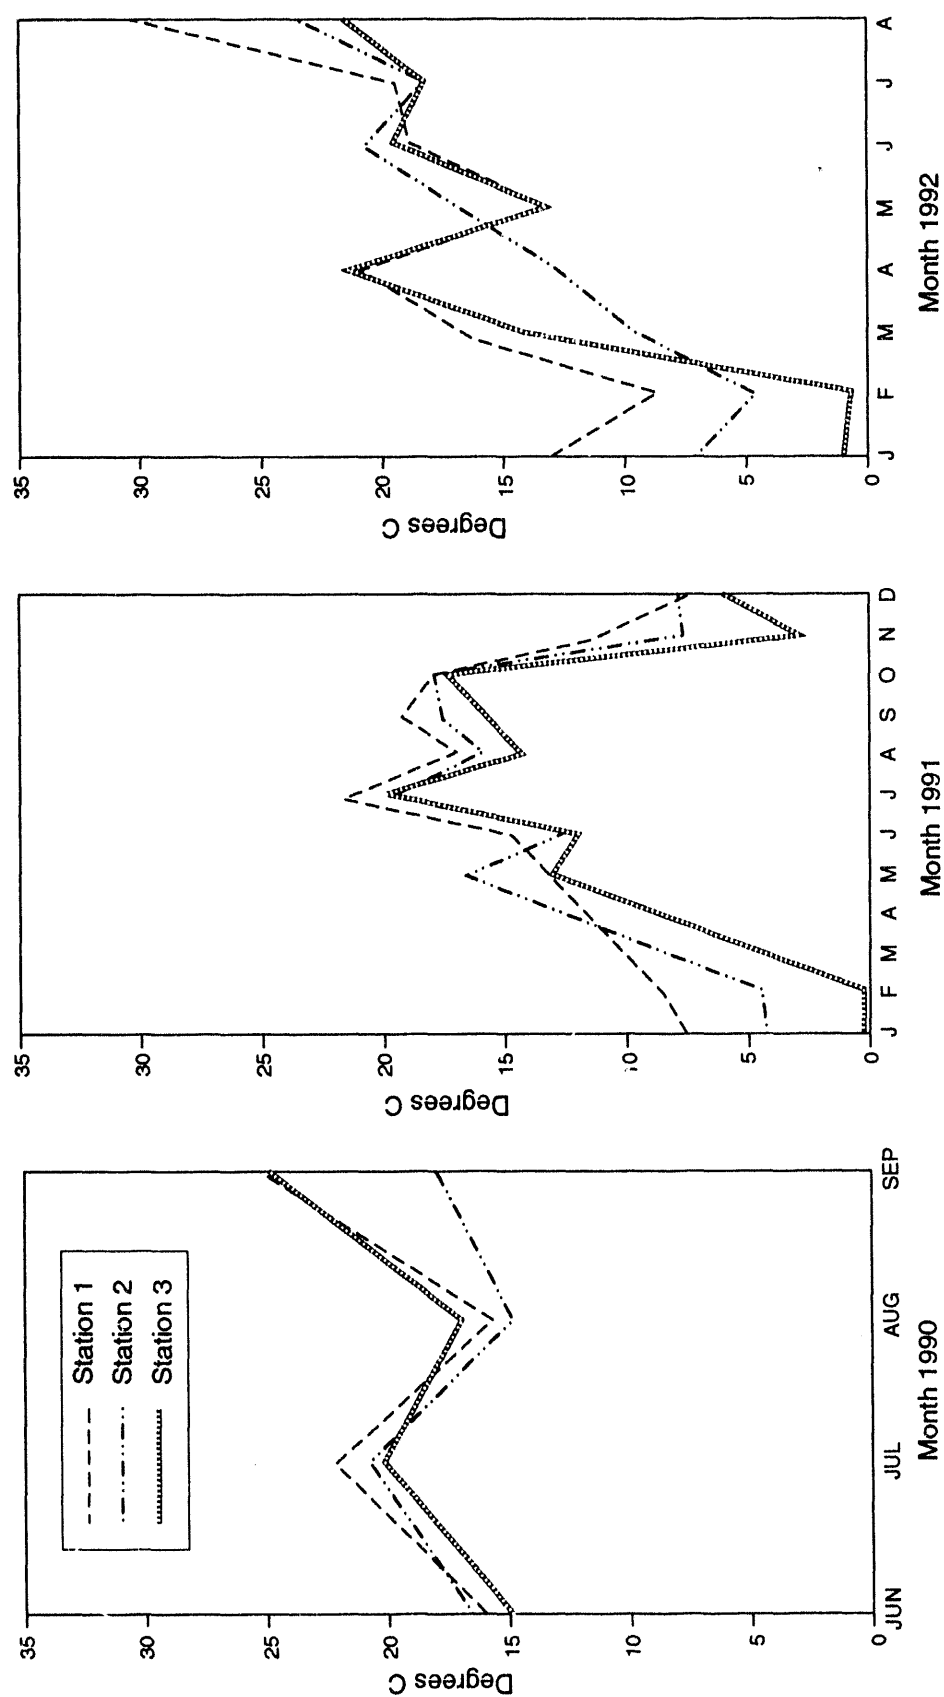 35
30
25
20
15
10
5
0
Degrees C
Station 1
Station 2
Station 3
JUN JUL AUG SEP
Month 1990
35
30
25
20
15
10
5
0
Degrees C
J F M A M J J A S O N D
Month 1991
35
30
25
20
15
10
5
0
Degrees C
J F M A M J J A
Month 1992